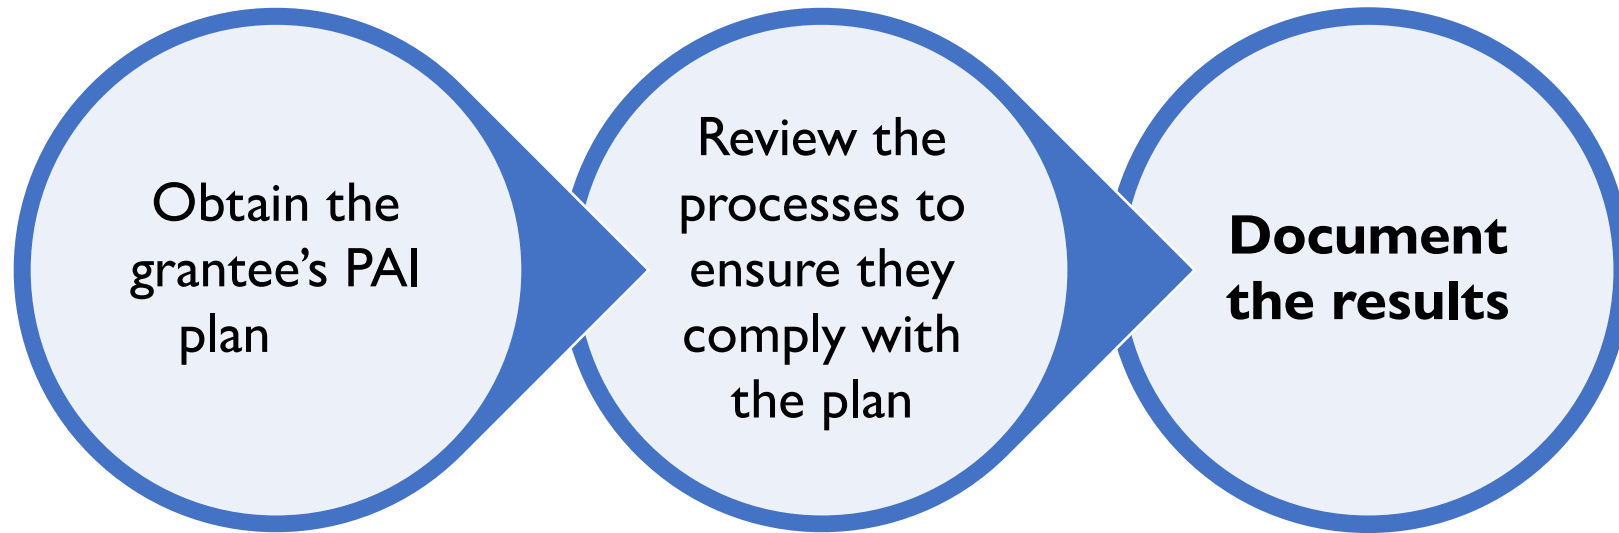 Obtain the
grantee’s PAI
plan
Review the
processes to
ensure they
comply with
the plan
Document
the results